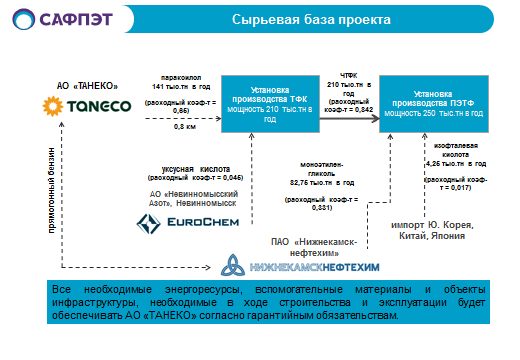 САФПЭТ
Сырьевая база проекта
АО «ТАНЕКО»
TANECO
параксилол
141 тыс.тн в год
(расходный коэф-т = 0,65)
0,8 км
Установка
производства ТФК
мощность 210 тыс.тн в
год
ЧТФК
210 тыс.тн в
год
(расходный
коэф-т = 0,842
Установка
производства ПЭТФ
мощность 250 тыс.тн в
год
прямогонный бензин
уксусная кислота
(расходный коэф-т = 0,045)
АО «Невинномысский
Азот», Невинномысск
EUROCHEM
моноэтилен-
гликоль
82,75 тыс.тн в год
(расходный коэф-т =
0,331)
изофталевая
кислота
4,25 тыс.тн в год
(расходный коэф-
т = 0,017)
импорт Ю. Корея,
Китай, Япония
ПАО «Нижнекамск-
нефтехим»
НИЖНЕКАМСКНЕФТЕХИМ
Все необходимые энергоресурсы, вспомогательные материалы и объекты
инфраструктуры, необходимые в ходе строительства и эксплуатации будет
обеспечивать АО «ТАНЕКО» согласно гарантийным обязательствам.